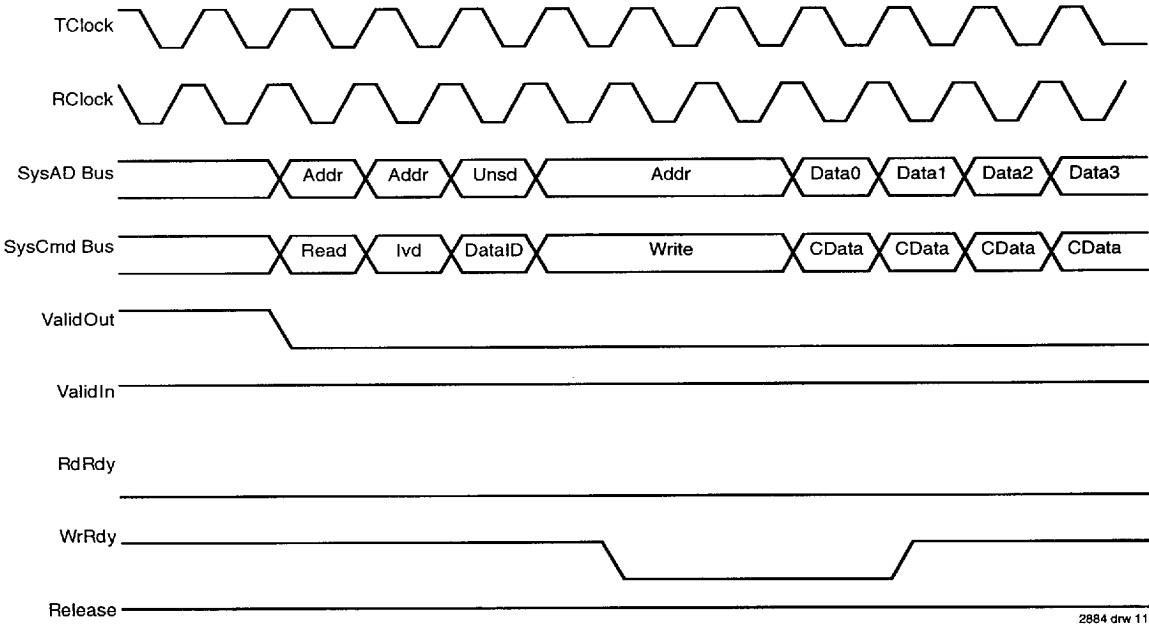 TClock
RClock
SysAD Bus Addr Addr Unsd Addr Data0 Data1 Data2 Data3
SysCmd Bus Read Ivd DataID Write CData CData CData CData
ValidOut
ValidIn
RdRdy
WrRdy
Release
2884 drw 11